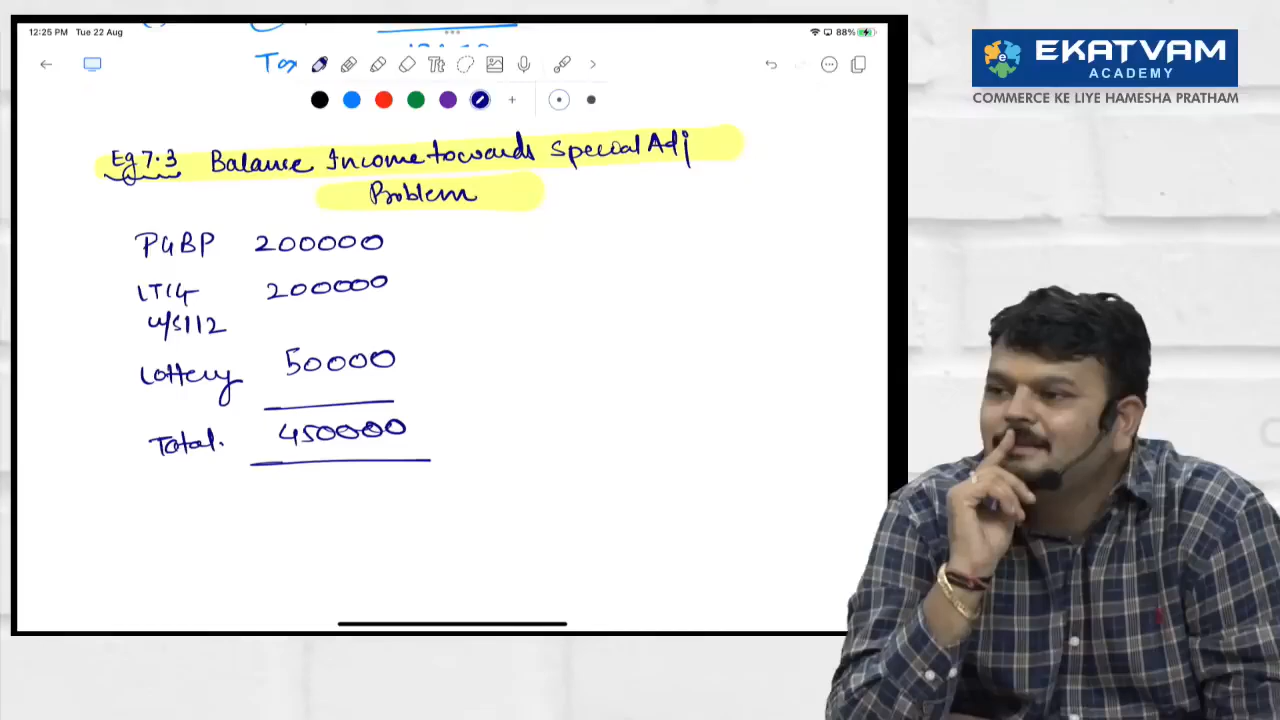 12:25 PM Tue 22 Aug
88%
Tax
Eg 7.3 Balance Income towards Special Adj
Problem
PGBP 200000
LTCG 200000
u/s 112
Lottery 50000
Total. 450000
EKATVAM
ACADEMY
COMMERCE KE LIYE HAMESHA PRATHAM